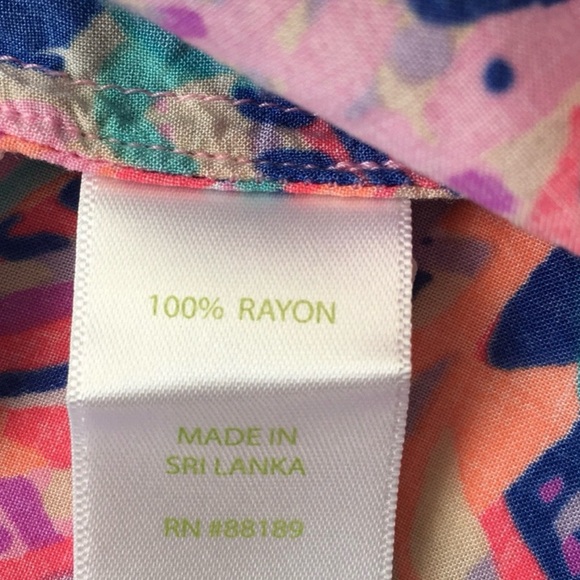 100% RAYON
MADE IN
SRI LANKA
RN #88189